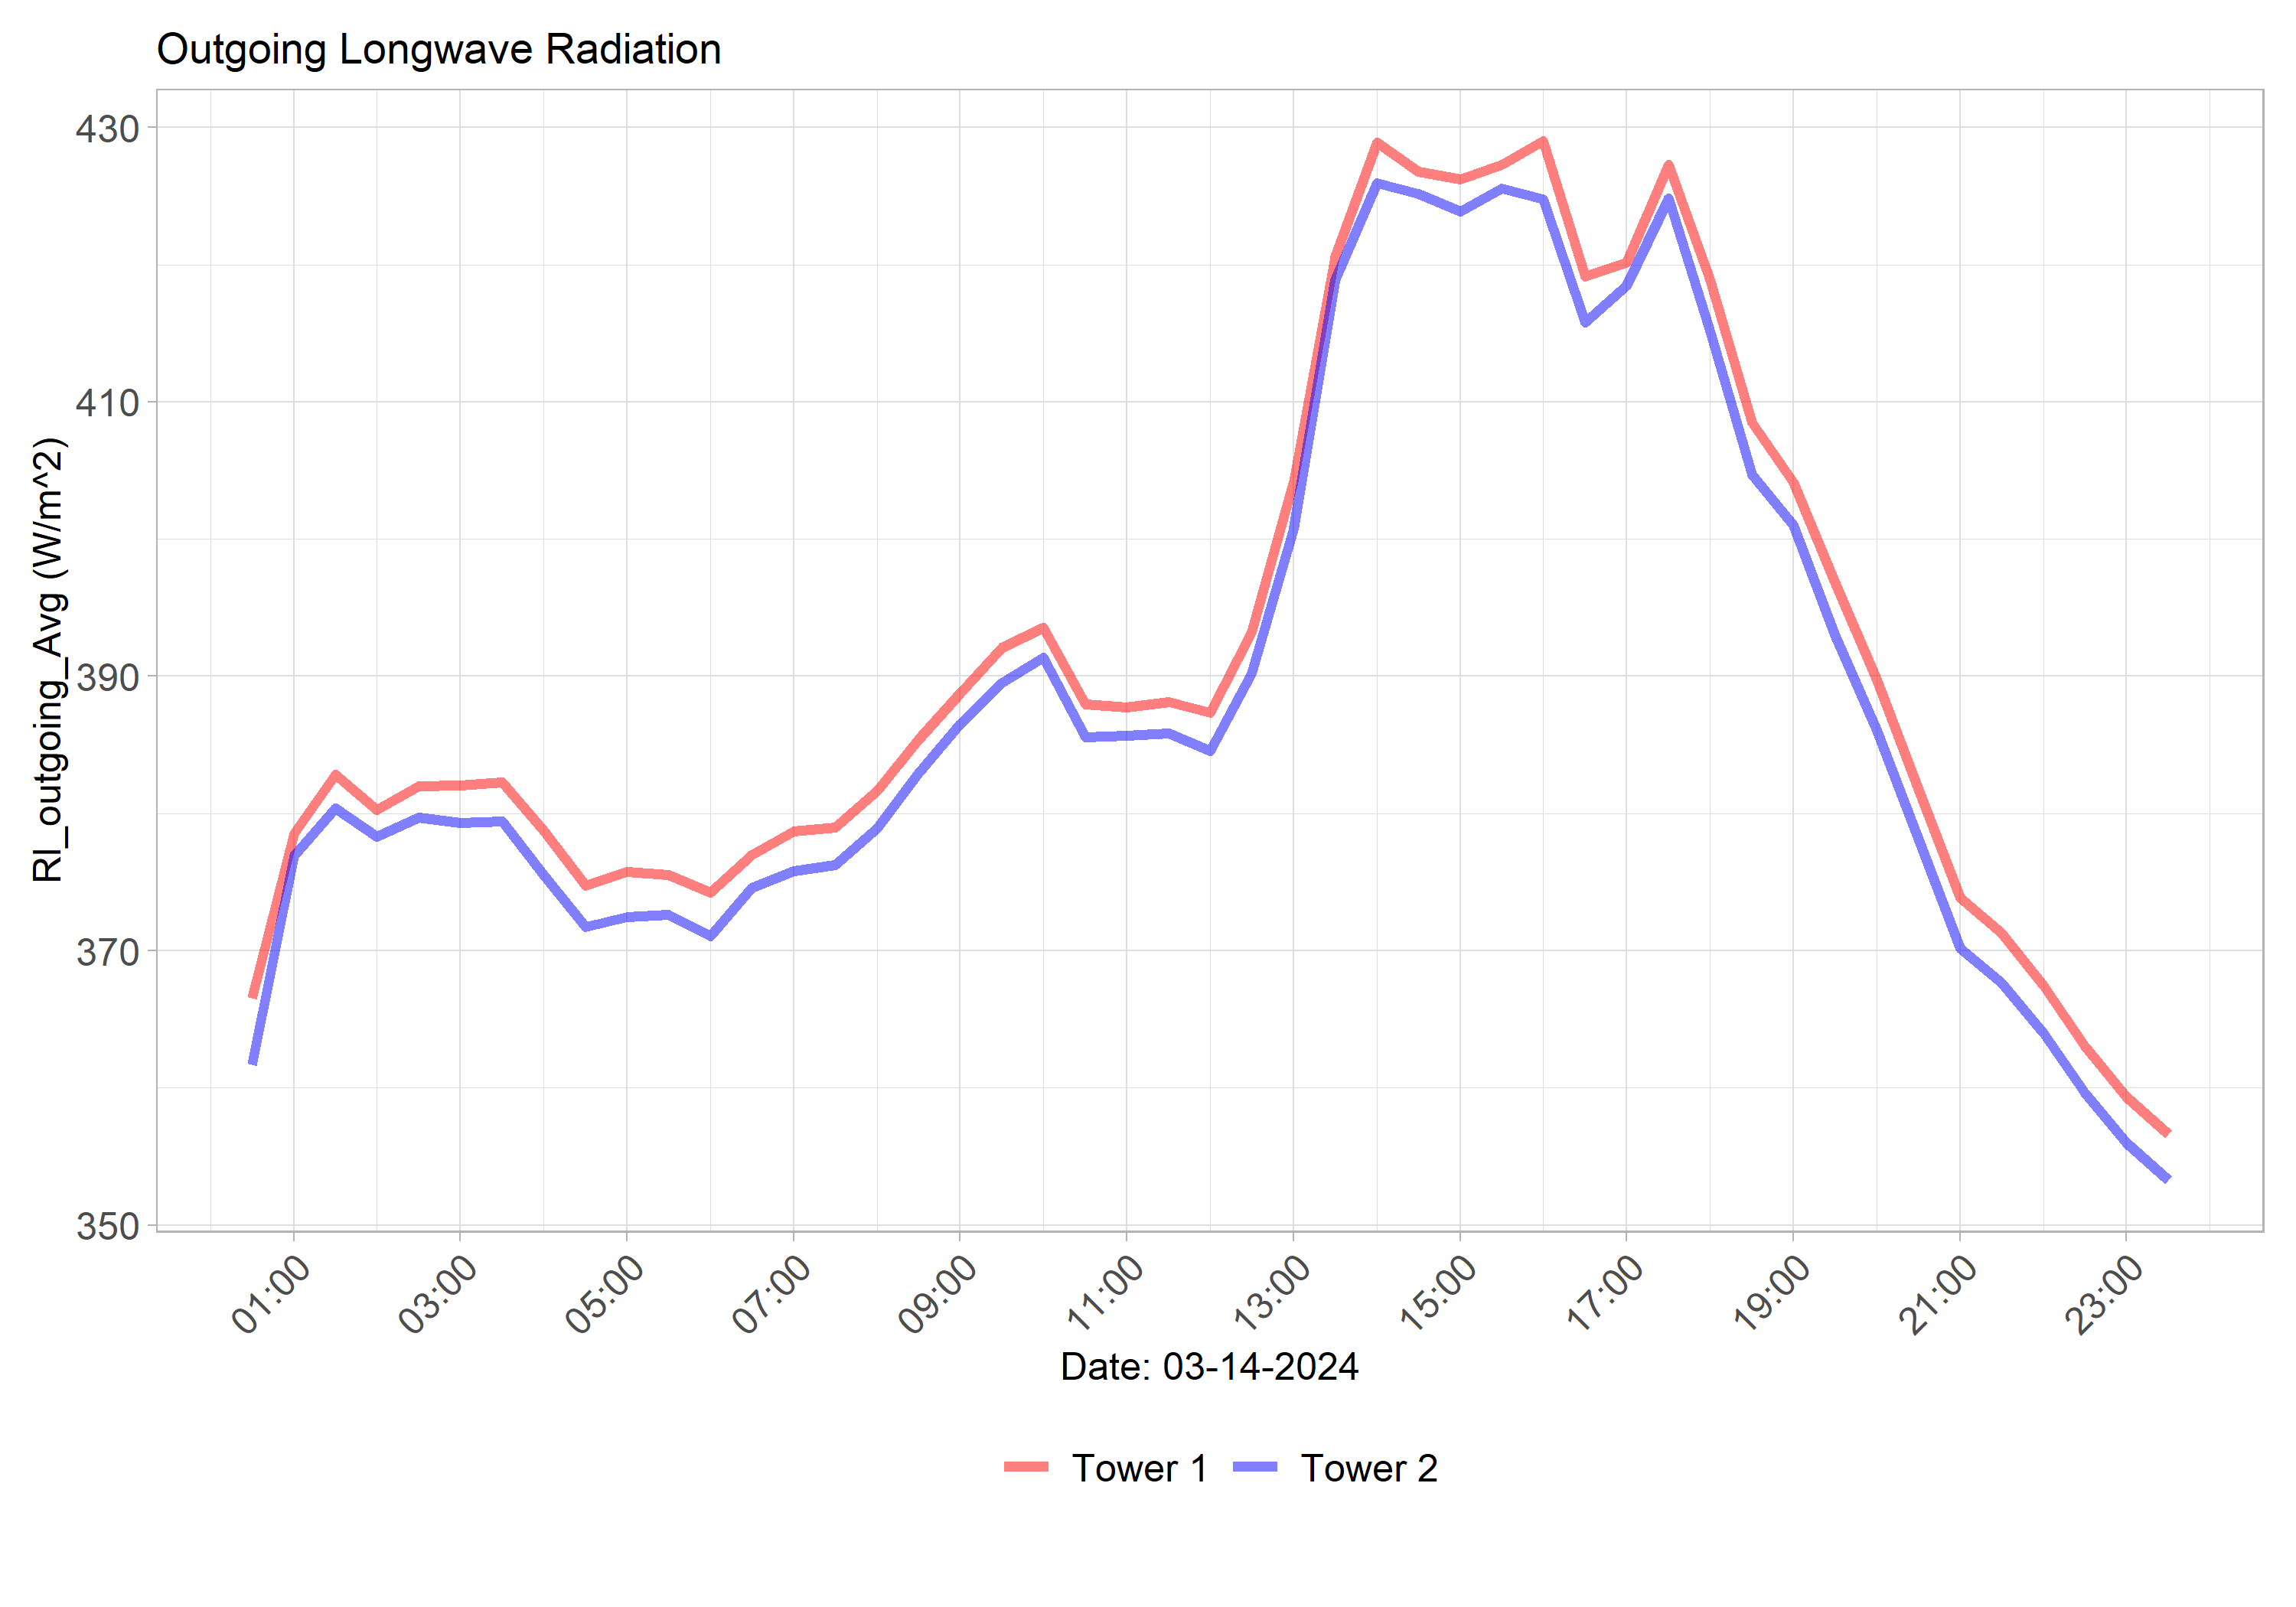 Outgoing Longwave Radiation
Rl_outgoing_Avg (W/m^2)
430
410
390
370
350
01:00 03:00 05:00 07:00 09:00 11:00 13:00 15:00 17:00 19:00 21:00 23:00
Date: 03-14-2024
Tower 1 Tower 2